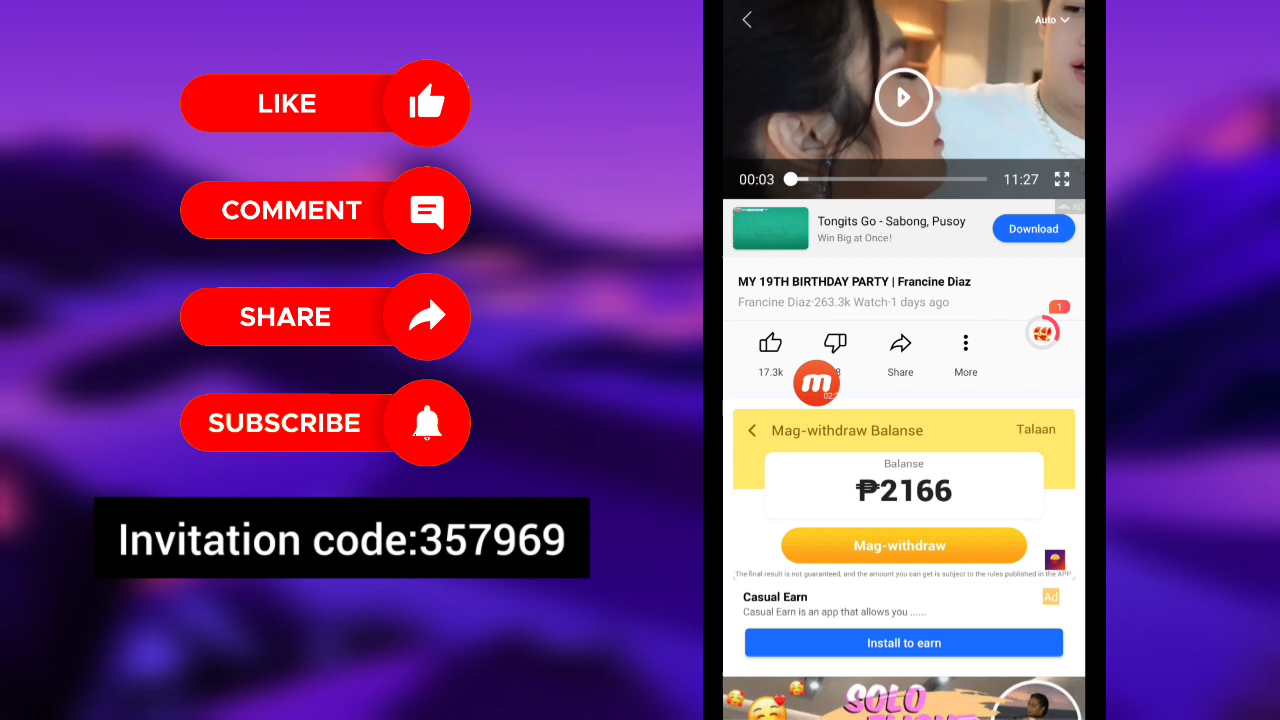 LIKE
COMMENT
SHARE
SUBSCRIBE
Invitation code:357969
Auto
00:03
11:27
AD
Tongits Go - Sabong, Pusoy
Win Big at Once!
Download
MY 19TH BIRTHDAY PARTY | Francine Diaz
Francine Diaz·263.3k Watch·1 days ago
1
17.3k
Share
More
m
Mag-withdraw Balanse
Talaan
Balanse
₱2166
Mag-withdraw
The final result is not guaranteed, and the amount you can get is subject to the rules published in the APP.
Casual Earn
Ad
Casual Earn is an app that allows you ......
Install to earn
SOLO